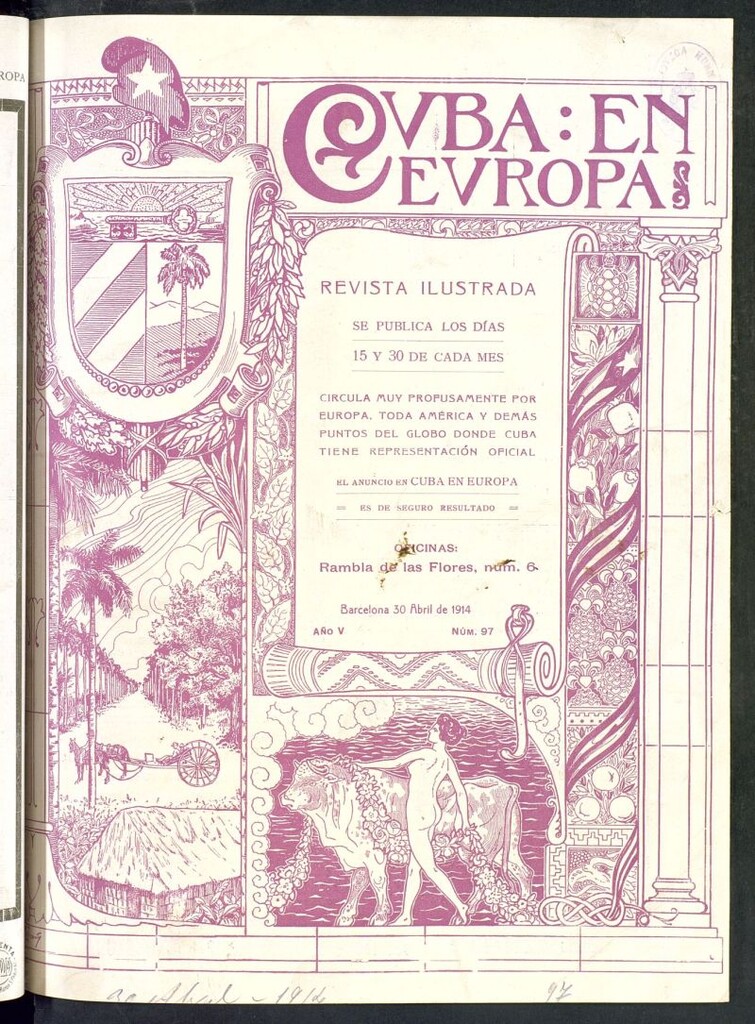 ROPA
CVBA : EN
EVROPA
REVISTA ILUSTRADA
SE PUBLICA LOS DÍAS
15 Y 30 DE CADA MES
CIRCULA MUY PROFUSAMENTE POR
EUROPA, TODA AMÉRICA Y DEMÁS
PUNTOS DEL GLOBO DONDE CUBA
TIENE REPRESENTACIÓN OFICIAL
EL ANUNCIO EN CUBA EN EUROPA
= ES DE SEGURO RESULTADO =
OFICINAS:
Rambla de las Flores, núm. 6
Barcelona 30 Abril de 1914
AÑO V NÚM. 97
30 Abril - 1914 97